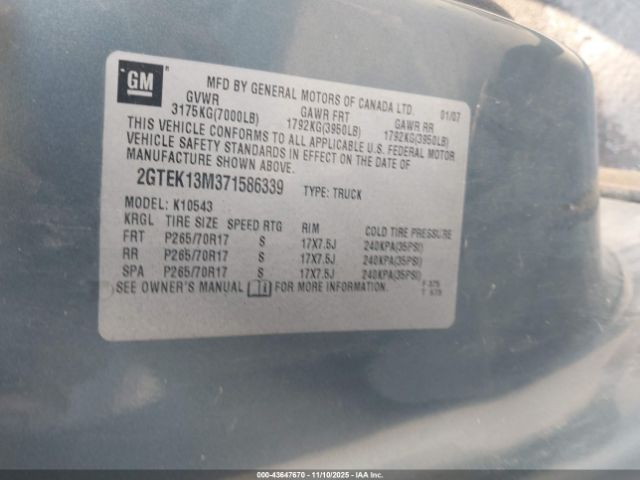 GM
MFD BY GENERAL MOTORS OF CANADA LTD.
01/07
GVWR GAWR FRT GAWR RR
3175KG(7000LB) 1792KG(3950LB) 1792KG(3950LB)
THIS VEHICLE CONFORMS TO ALL APPLICABLE U.S. FEDERAL MOTOR
VEHICLE SAFETY STANDARDS IN EFFECT ON THE DATE OF
MANUFACTURE SHOWN ABOVE.
2GTEK13M371586339 TYPE: TRUCK
MODEL: K10543
KRGL TIRE SIZE SPEED RTG RIM COLD TIRE PRESSURE
FRT P265/70R17 S 17X7.5J 240KPA(35PSI)
RR P265/70R17 S 17X7.5J 240KPA(35PSI)
SPA P265/70R17 S 17X7.5J 240KPA(35PSI)
SEE OWNER'S MANUAL FOR MORE INFORMATION.
000-43647670 - 11/10/2025 - IAA Inc.